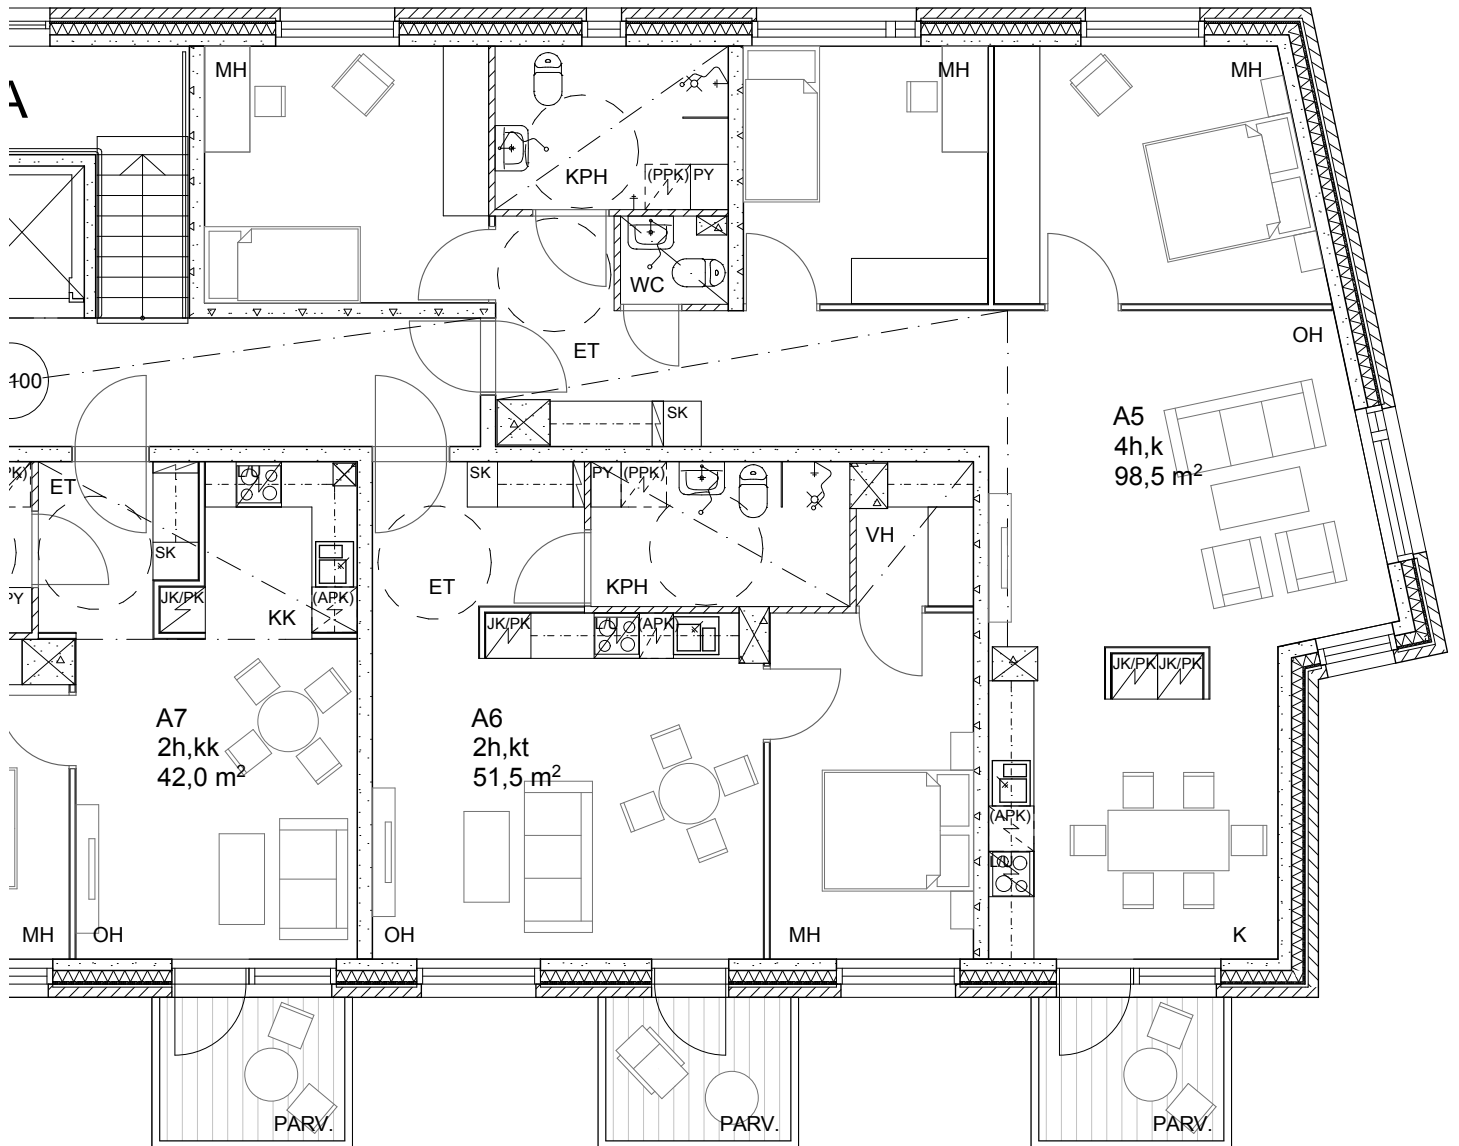 A
MH
MH
MH
KPH
(PPK)
PY
WC
OH
ET
100
SK
A5
4h,k
98,5 m²
ET
SK
L/U
JK/PK
KK
(APK)
SK
PY
(PPK)
VH
ET
KPH
JK/PK
L/U
(APK)
PY
JK/PK
JK/PK
A7
2h,kk
42,0 m²
A6
2h,kt
51,5 m²
(APK)
L/U
MH
OH
OH
MH
K
PARV.
PARV.
PARV.